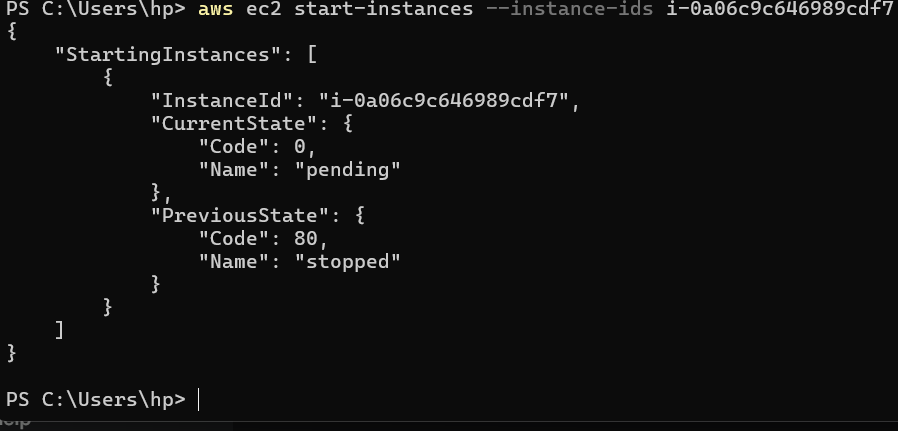 PS C:\Users\hp> aws ec2 start-instances --instance-ids i-0a06c9c646989cdf7
{
    "StartingInstances": [
        {
            "InstanceId": "i-0a06c9c646989cdf7",
            "CurrentState": {
                "Code": 0,
                "Name": "pending"
            },
            "PreviousState": {
                "Code": 80,
                "Name": "stopped"
            }
        }
    ]
}
PS C:\Users\hp>